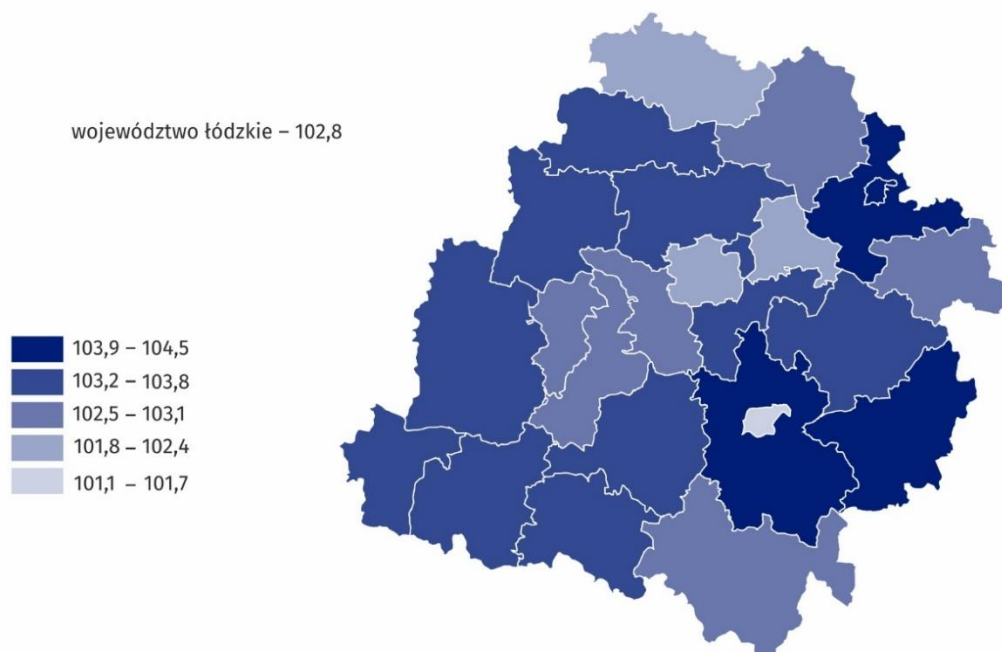 województwo łódzkie – 102,8
103,9 – 104,5
103,2 – 103,8
102,5 – 103,1
101,8 – 102,4
101,1 – 101,7